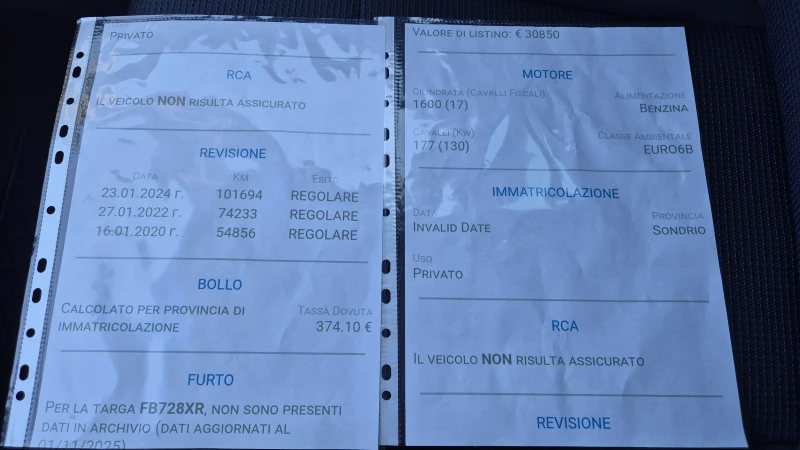 Privato
RCA
Il veicolo NON risulta assicurato
REVISIONE
Data Km Esito
23.01.2024 г. 101694 REGOLARE
27.01.2022 г. 74233 REGOLARE
16.01.2020 г. 54856 REGOLARE
BOLLO
Calcolato per provincia di Tassa Dovuta
immatricolazione 374.10 €
FURTO
Per la targa FB728XR, non sono presenti
dati in archivio (dati aggiornati al
01/11/2025)
Valore di listino: € 30850
MOTORE
Cilindrata (Cavalli Fiscali) Alimentazione
1600 (17) Benzina
Cavalli (Kw) Classe Ambientale
177 (130) EURO6B
IMMATRICOLAZIONE
Data Provincia
Invalid Date Sondrio
Uso
Privato
RCA
Il veicolo NON risulta assicurato
REVISIONE